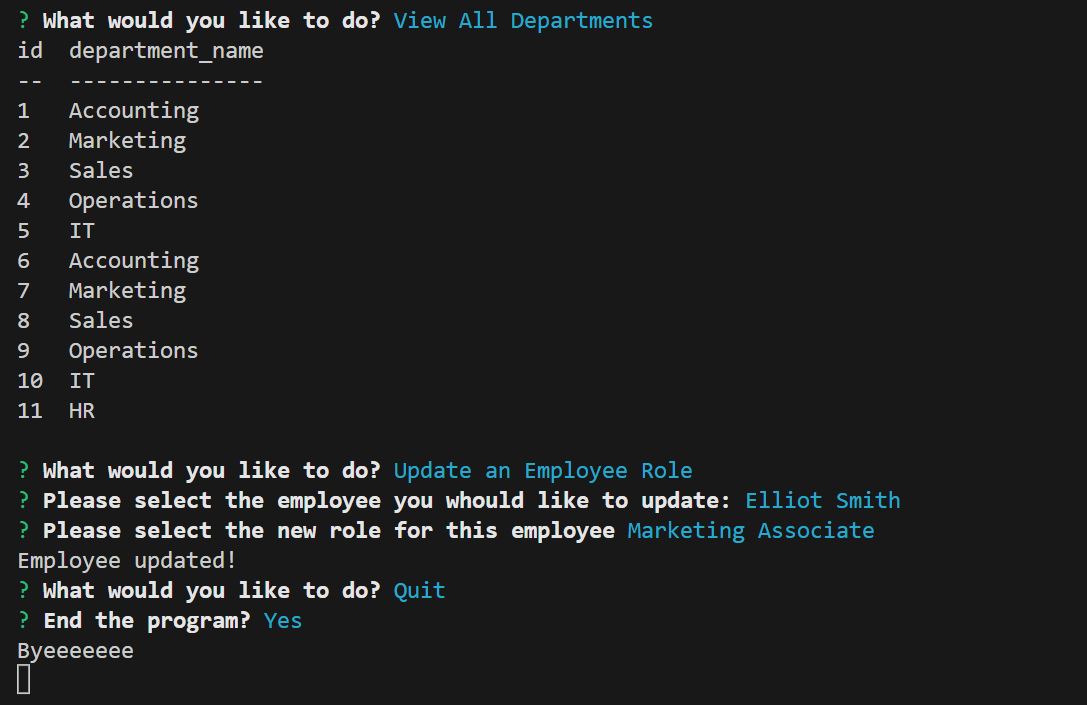 ? What would you like to do? View All Departments
id  department_name
--  ---------------
1   Accounting
2   Marketing
3   Sales
4   Operations
5   IT
6   Accounting
7   Marketing
8   Sales
9   Operations
10  IT
11  HR
? What would you like to do? Update an Employee Role
? Please select the employee you whould like to update: Elliot Smith
? Please select the new role for this employee Marketing Associate
Employee updated!
? What would you like to do? Quit
? End the program? Yes
Byeeeeeee